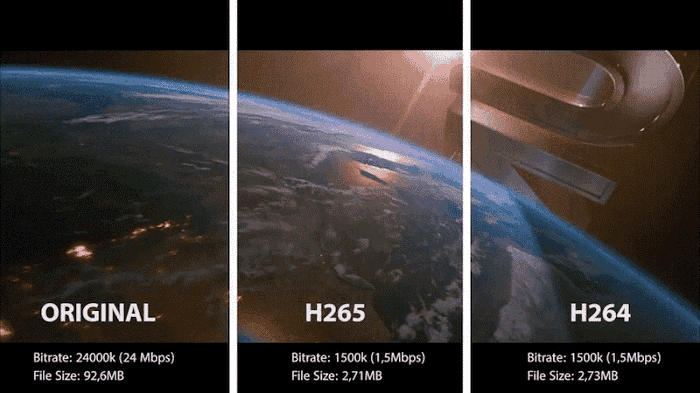 ORIGINAL
Bitrate: 24000k (24 Mbps)
File Size: 92,6MB
H265
Bitrate: 1500k (1,5Mbps)
File Size: 2,71MB
H264
Bitrate: 1500k (1,5Mbps)
File Size: 2,73MB